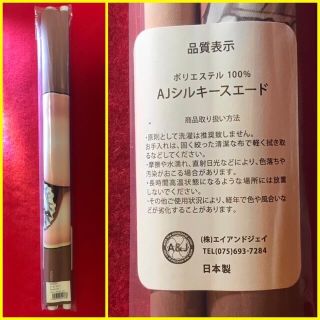 品質表示
ポリエステル 100%
AJシルキースエード
商品取り扱い方法
・原則として洗濯は推奨致しません。
お手入れは、固く絞った清潔な布で軽く拭き取
るなどしてください。
・摩擦や水濡れ、直射日光などにより、色落ちや
汚染がおこる場合があります。
・長時間高温状態になるような場所には放置
しないでください。
・その他ご使用状況により、経年で色や風合いな
どが劣化することがあります。
A&J
(株)エイアンドジェイ
TEL(075)693-7284
日本製